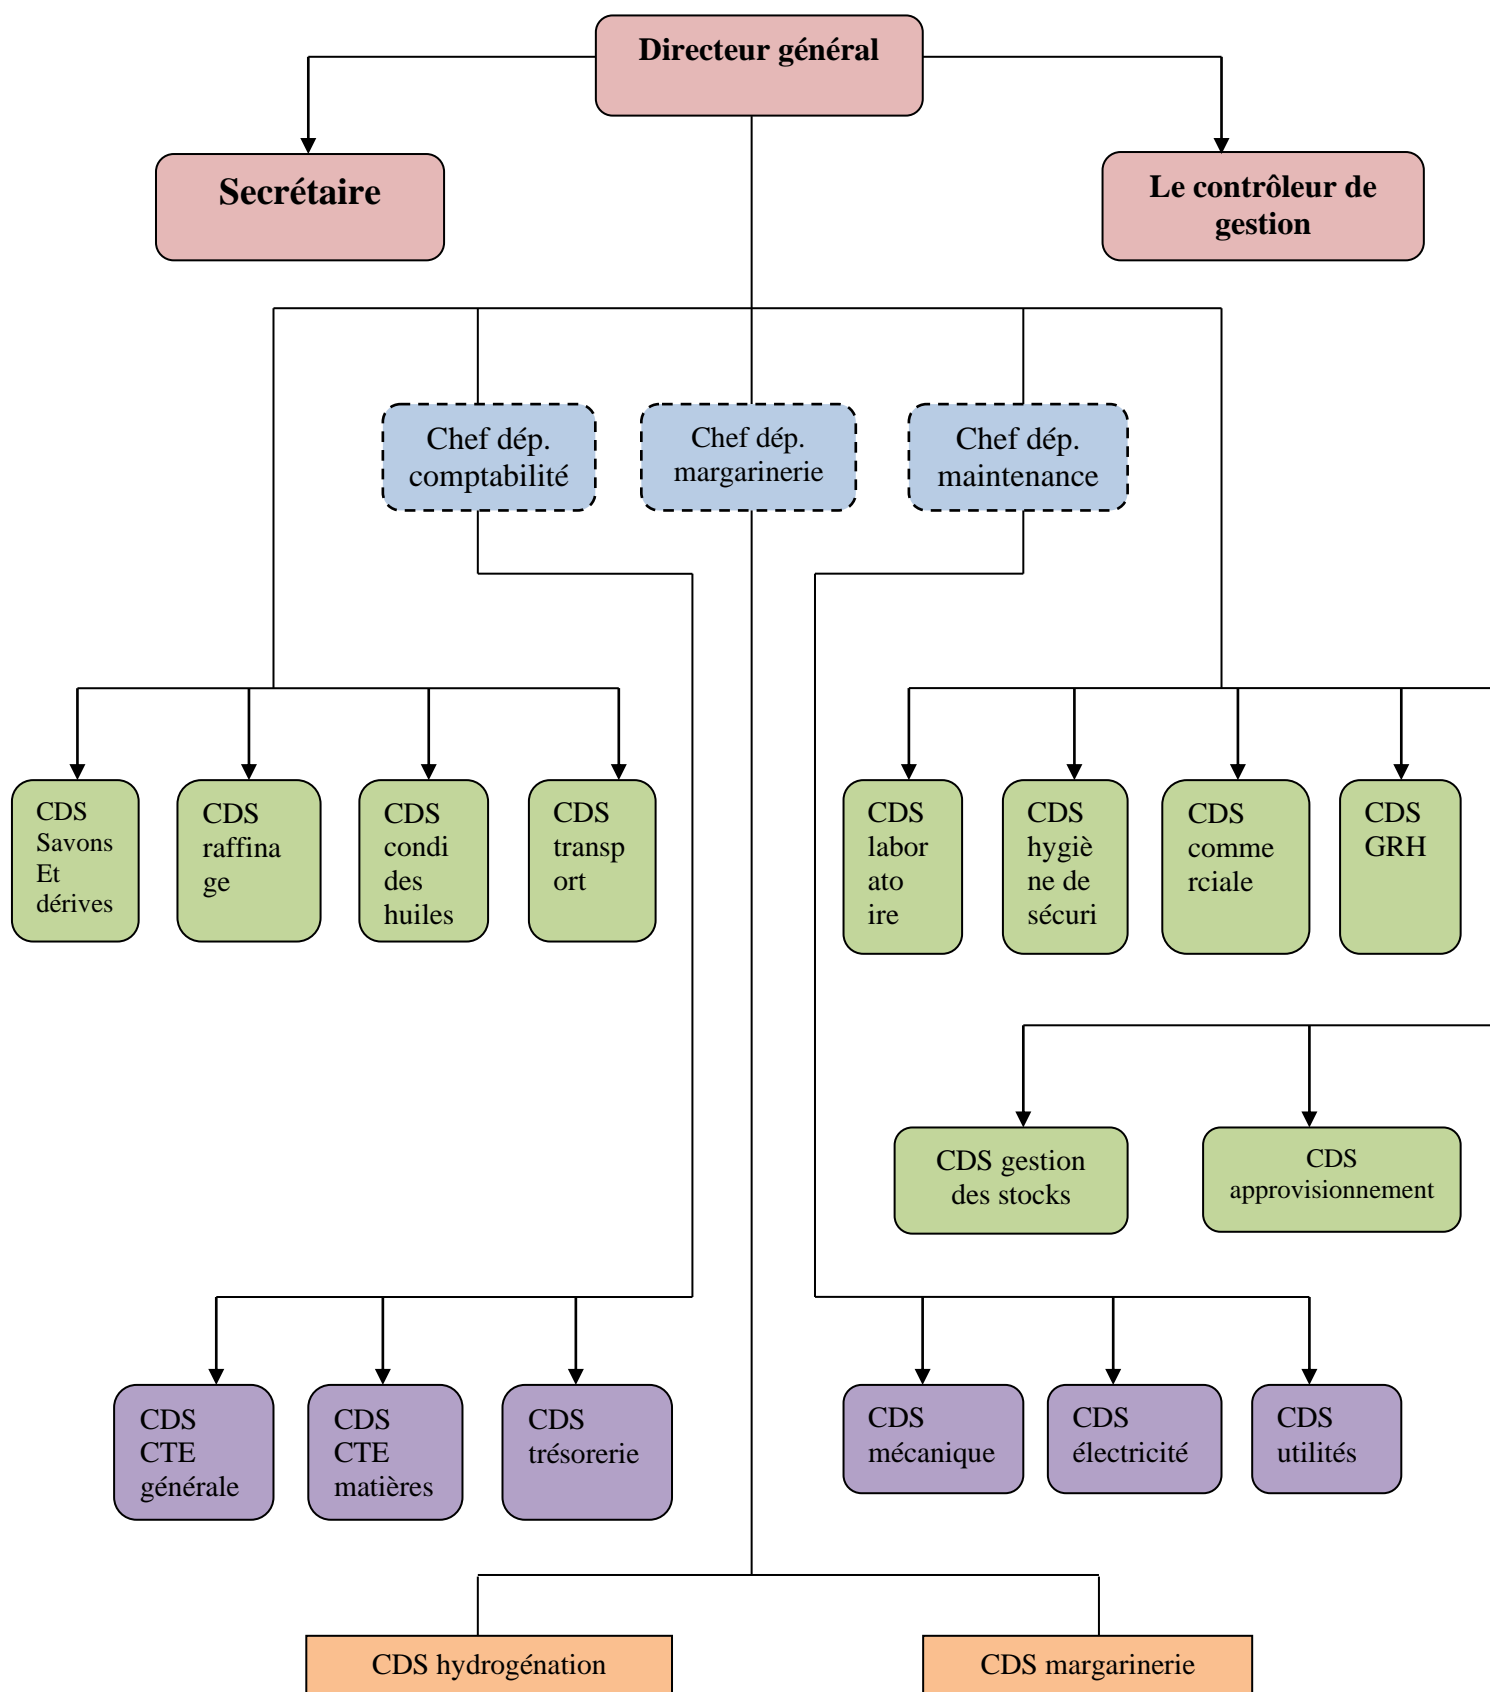 Directeur général
Secrétaire
Le contrôleur de
gestion
Chef dép.
comptabilité
Chef dép.
margarinerie
Chef dép.
maintenance
CDS
Savons
Et
dérives
CDS
raffina
ge
CDS
condi
des
huiles
CDS
transp
ort
CDS
labor
ato
ire
CDS
hygiè
ne de
sécuri
CDS
comme
rciale
CDS
GRH
CDS gestion
des stocks
CDS
approvisionnement
CDS
CTE
générale
CDS
CTE
matières
CDS
trésorerie
CDS
mécanique
CDS
électricité
CDS
utilités
CDS hydrogénation
CDS margarinerie